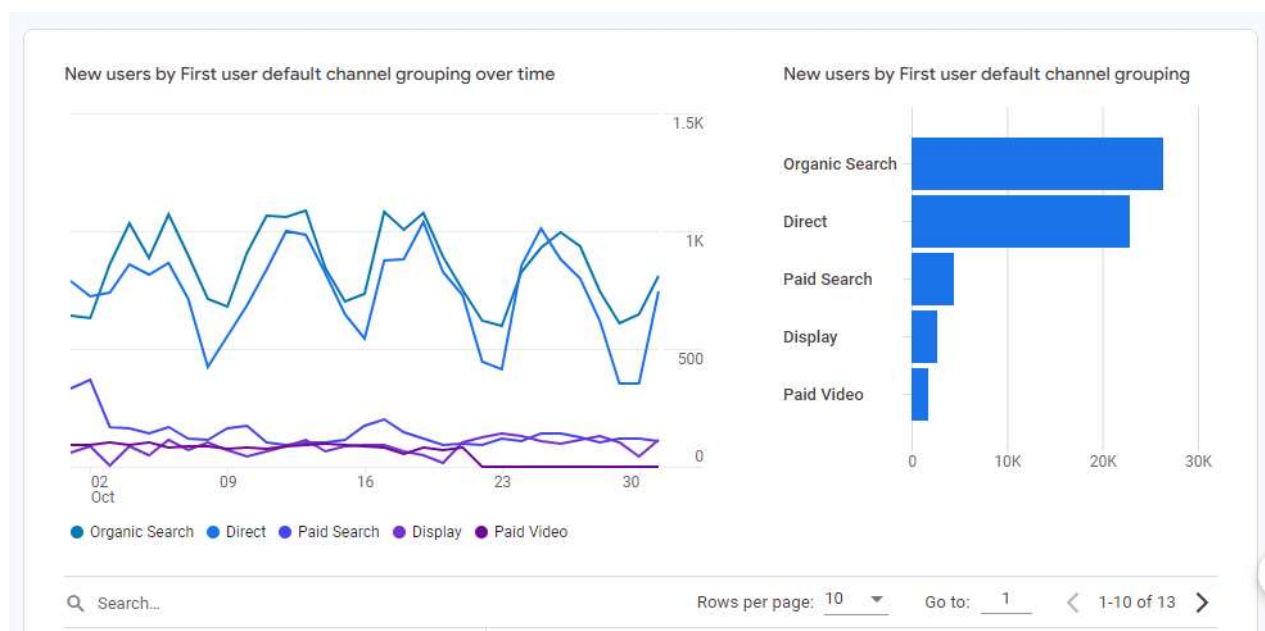 New users by First user default channel grouping over time
1.5K
1K
500
0
02
Oct
09
16
23
30
Organic Search
Direct
Paid Search
Display
Paid Video
New users by First user default channel grouping
Organic Search
Direct
Paid Search
Display
Paid Video
0
10K
20K
30K
Search...
Rows per page:
10
Go to:
1
1-10 of 13